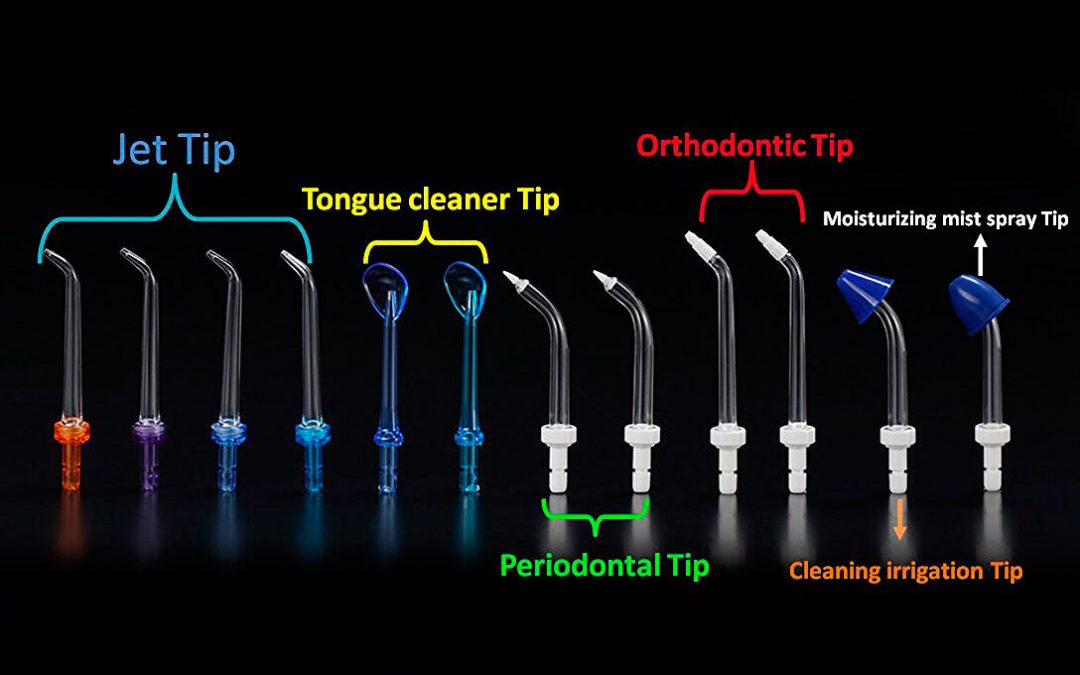 Jet Tip
Tongue cleaner Tip
Orthodontic Tip
Moisturizing mist spray Tip
Periodontal Tip
Cleaning irrigation Tip